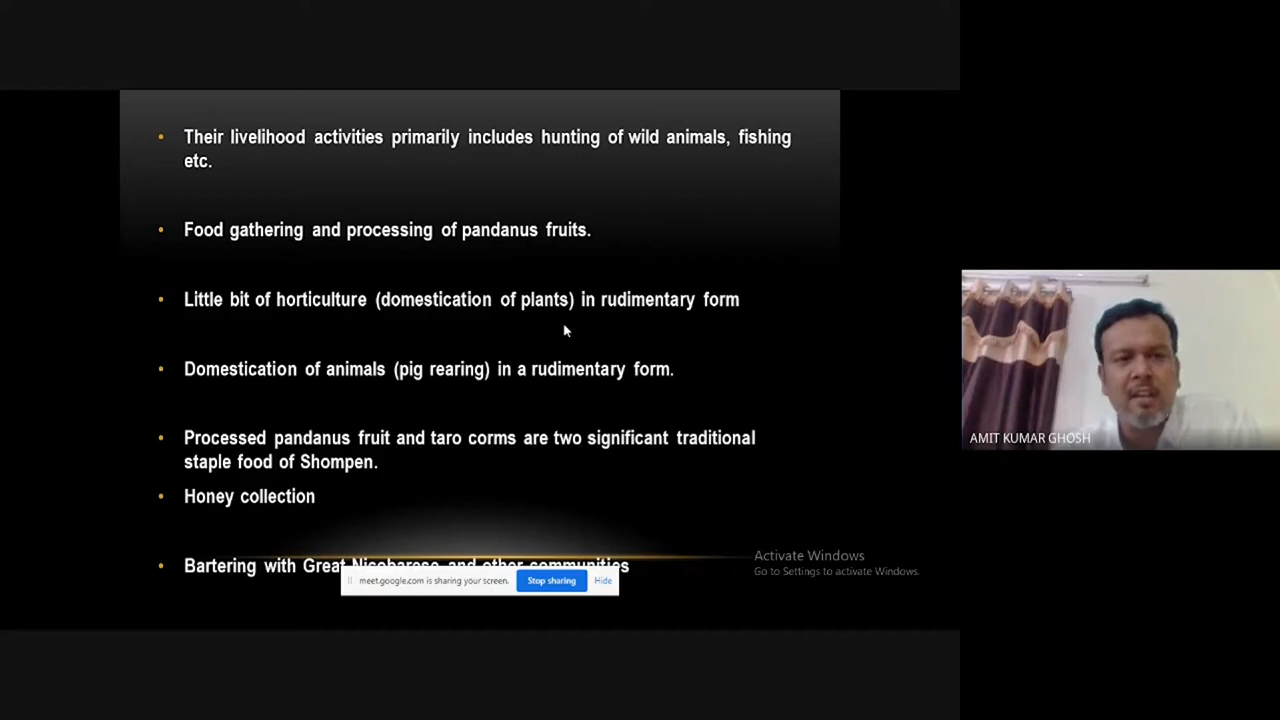 • Their livelihood activities primarily includes hunting of wild animals, fishing
etc.
• Food gathering and processing of pandanus fruits.
• Little bit of horticulture (domestication of plants) in rudimentary form
• Domestication of animals (pig rearing) in a rudimentary form.
• Processed pandanus fruit and taro corms are two significant traditional
staple food of Shompen.
• Honey collection
• Bartering with Great Nicobarese and other communities
meet.google.com is sharing your screen. Stop sharing Hide
Activate Windows
Go to Settings to activate Windows.
AMIT KUMAR GHOSH